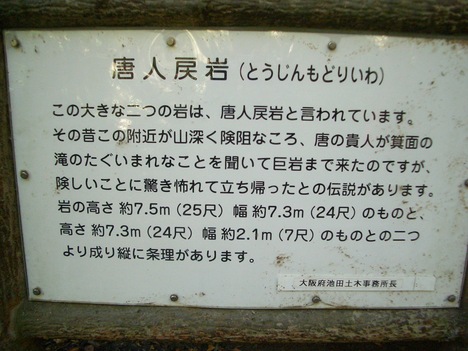 唐人戻岩(とうじんもどりいわ)
この大きな二つの岩は、唐人戻岩と言われています。
その昔この附近が山深く険阻なころ、唐の貴人が箕面の
滝のたぐいまれなことを聞いて巨岩まで来たのですが、
険しいことに驚き怖れて立ち帰ったとの伝説があります。
岩の高さ 約7.5m(25尺) 幅 約7.3m(24尺)のものと、
高さ 約7.3m(24尺) 幅 約2.1m(7尺)のものとの二つ
より成り縦に条理があります。
大阪府池田土木事務所長